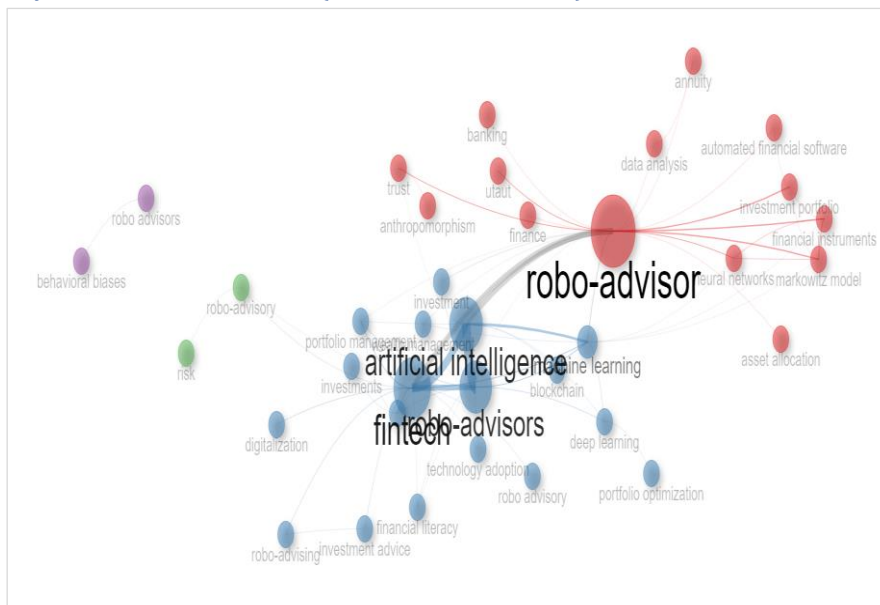 annuity
banking
automated financial software
data analysis
trust
utaut
investment portfolio
robo advisors
anthropomorphism
finance
financial instruments
behavioral biases
neural networks
markowitz model
robo-advisor
robo-advisory
investment
portfolio management
asset allocation
risk
artificial intelligence
machine learning
investments
blockchain
fintech
robo-advisors
digitalization
deep learning
technology adoption
robo advisory
portfolio optimization
financial literacy
robo-advising
investment advice